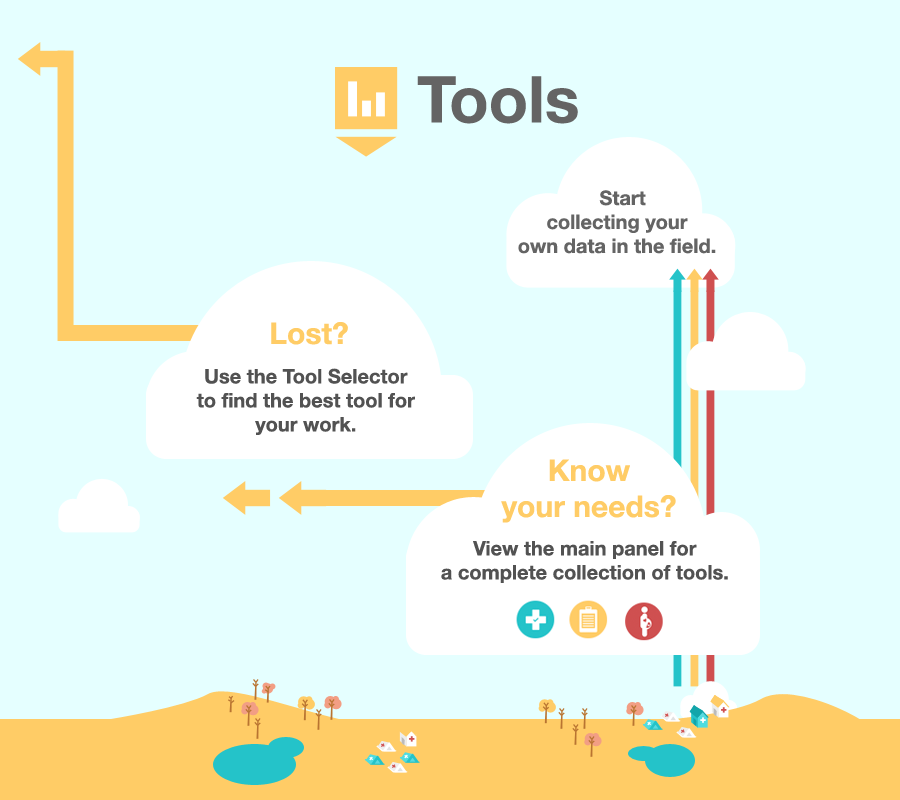 Tools
Start
collecting your
own data in the field.
Lost?
Use the Tool Selector
to find the best tool for
your work.
Know
your needs?
View the main panel for
a complete collection of tools.